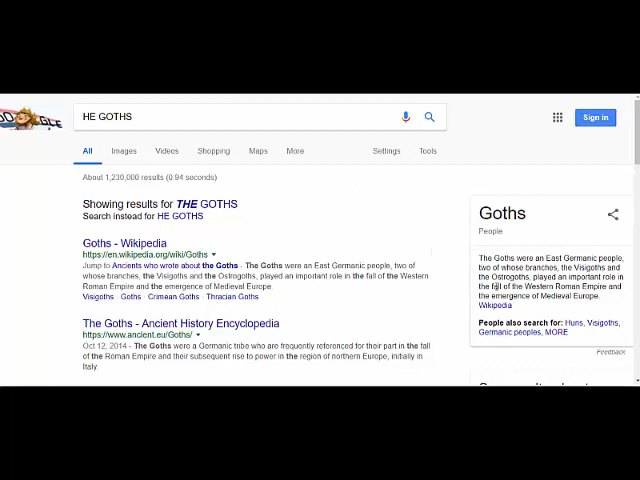 HE GOTHS
Sign in
All Images Videos Shopping Maps More Settings Tools
About 1,230,000 results (0.94 seconds)
Showing results for THE GOTHS
Search instead for HE GOTHS
Goths - Wikipedia
https://en.wikipedia.org/wiki/Goths
Jump to Ancients who wrote about the Goths - The Goths were an East Germanic people, two of
whose branches, the Visigoths and the Ostrogoths, played an important role in the fall of the Western
Roman Empire and the emergence of Medieval Europe.
Visigoths · Goths · Crimean Goths · Thracian Goths
The Goths - Ancient History Encyclopedia
https://www.ancient.eu/Goths/
Oct 12, 2014 - The Goths were a Germanic tribe who are frequently referenced for their part in the fall
of the Roman Empire and their subsequent rise to power in the region of northern Europe, initially in
Italy.
Goths
People
The Goths were an East Germanic people,
two of whose branches, the Visigoths and
the Ostrogoths, played an important role in
the fall of the Western Roman Empire and
the emergence of Medieval Europe.
Wikipedia
People also search for: Huns, Visigoths,
Germanic peoples, MORE
Feedback